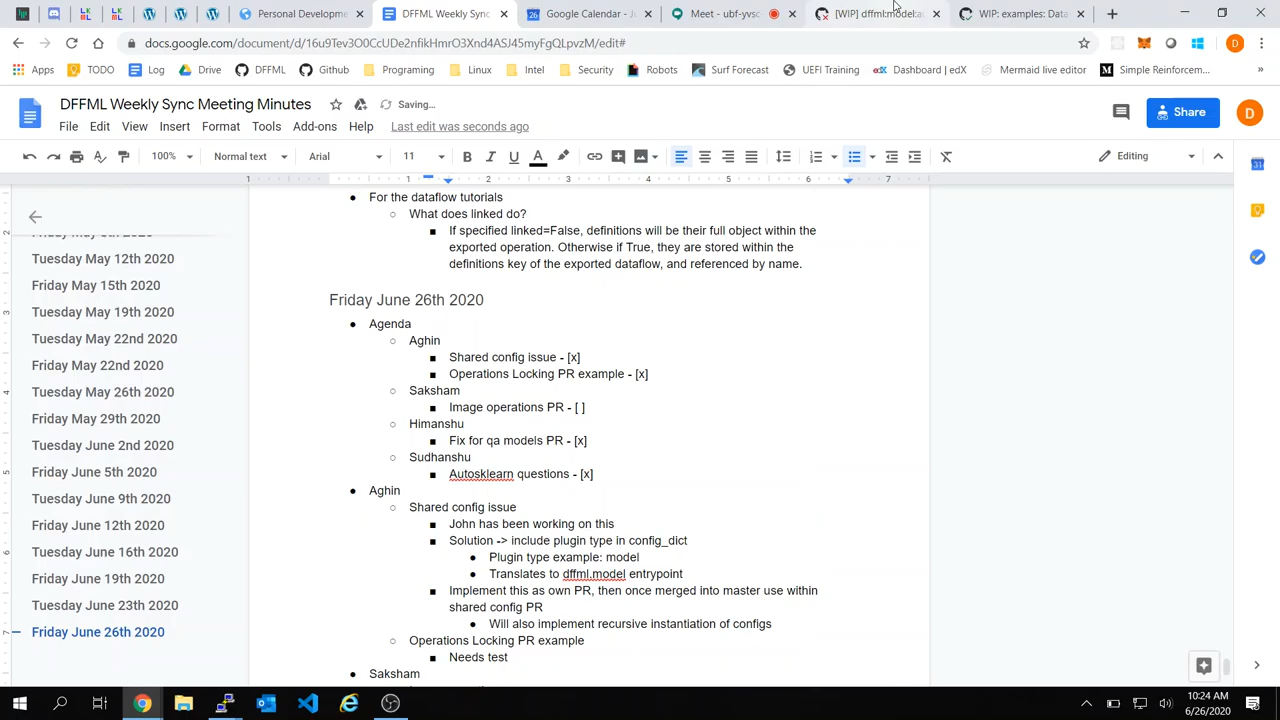 Personal Developme
DFFML Weekly Sync
Google Calendar - Ju
Meet - ubf-yvsc
[WIP] dffml:model:au
WIP: examples: Data
docs.google.com/document/d/16u9Tev3O0CcUDe2nfikHmrO3Xnd4ASJ45myFgQLpvzM/edit#
Apps TODO Log Drive DFFML Github Programing Linux Intel Security Robots Surf Forecast UEFI Training Dashboard | edX Mermaid live editor Simple Reinforcem... »
DFFML Weekly Sync Meeting Minutes
Saving...
Share
D
File Edit View Insert Format Tools Add-ons Help Last edit was seconds ago
100% Normal text Arial 11 B I U A Editing
1 1 2 3 4 5 6 7
For the dataflow tutorials
What does linked do?
If specified linked=False, definitions will be their full object within the
exported operation. Otherwise if True, they are stored within the
definitions key of the exported dataflow, and referenced by name.
Tuesday May 12th 2020
Friday May 15th 2020
Tuesday May 19th 2020
Tuesday May 22nd 2020
Friday May 22nd 2020
Tuesday May 26th 2020
Friday May 29th 2020
Tuesday June 2nd 2020
Friday June 5th 2020
Tuesday June 9th 2020
Friday June 12th 2020
Tuesday June 16th 2020
Friday June 19th 2020
Tuesday June 23rd 2020
Friday June 26th 2020
Friday June 26th 2020
Agenda
Aghin
Shared config issue - [x]
Operations Locking PR example - [x]
Saksham
Image operations PR - [ ]
Himanshu
Fix for qa models PR - [x]
Sudhanshu
Autosklearn questions - [x]
Aghin
Shared config issue
John has been working on this
Solution -> include plugin type in config_dict
Plugin type example: model
Translates to dffml.model entrypoint
Implement this as own PR, then once merged into master use within
shared config PR
Will also implement recursive instantiation of configs
Operations Locking PR example
Needs test
Saksham
10:24 AM
6/26/2020